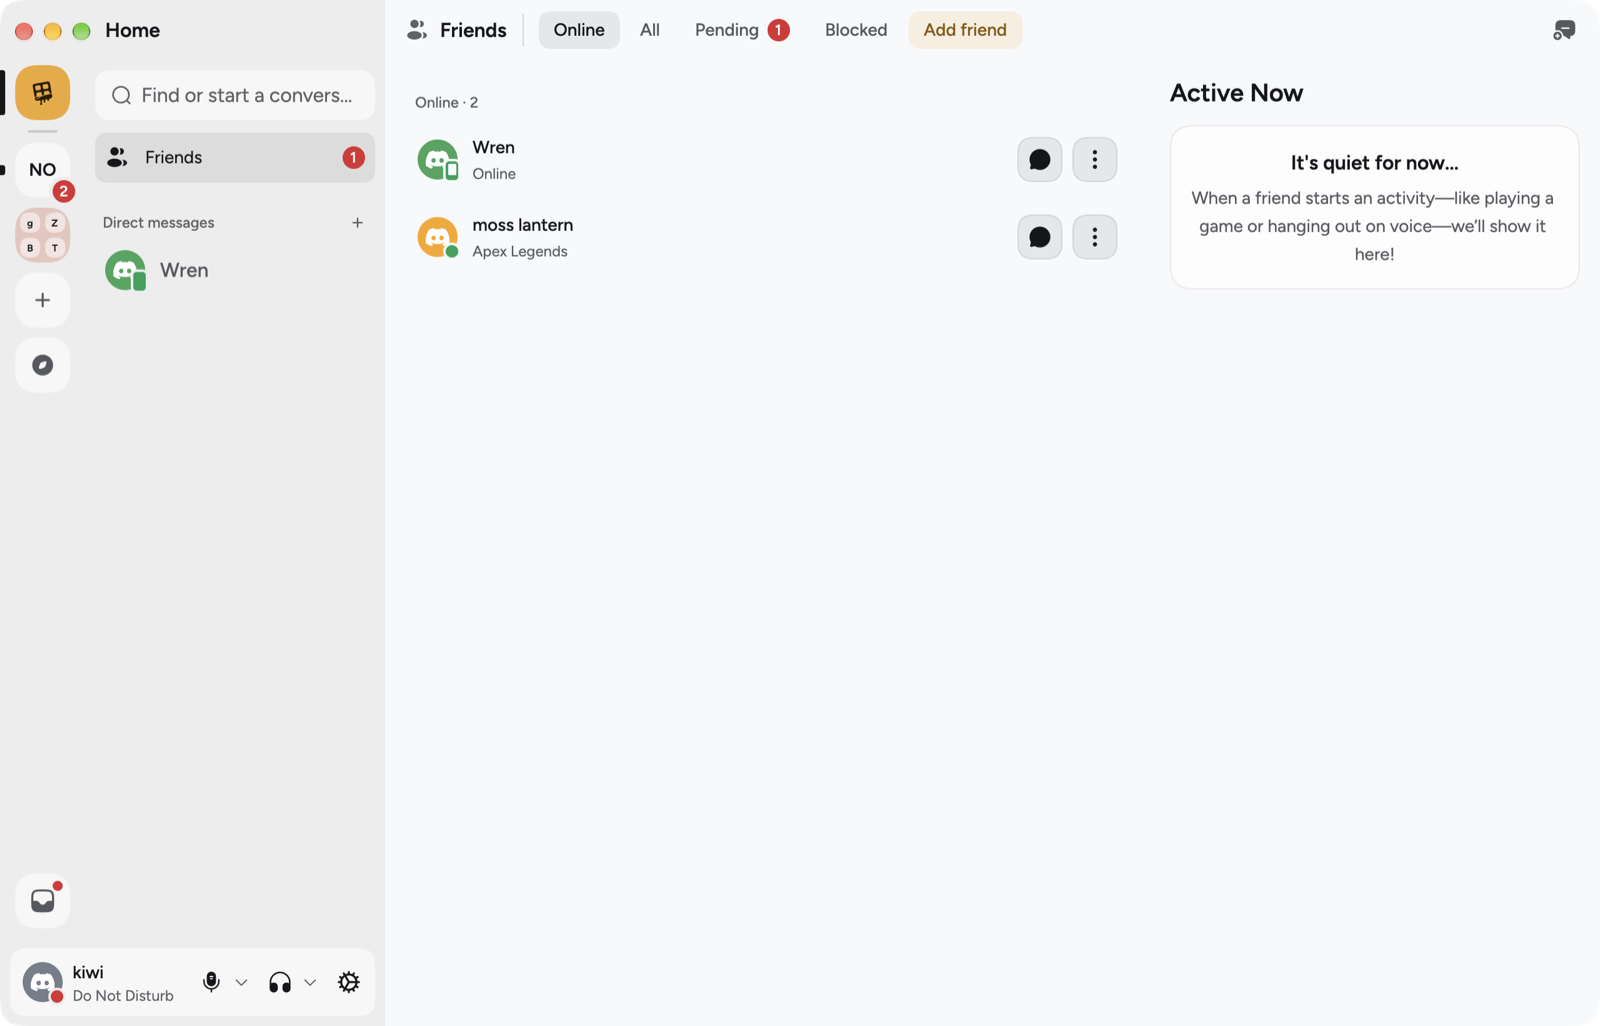 Home
NO
2
g Z
B T
Find or start a convers...
Friends
1
Direct messages
Wren
kiwi
Do Not Disturb
Friends
Online
All
Pending
1
Blocked
Add friend
Online · 2
Wren
Online
moss lantern
Apex Legends
Active Now
It's quiet for now...
When a friend starts an activity—like playing a
game or hanging out on voice—we’ll show it
here!